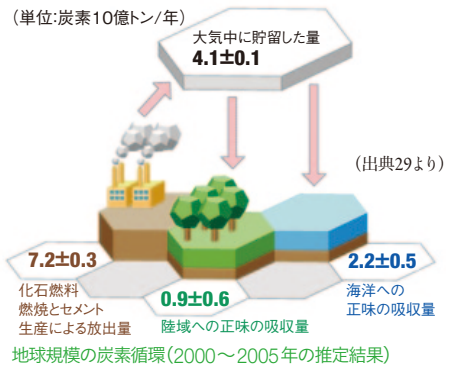 （単位:炭素10億トン/年）
大気中に貯留した量
4.1±0.1
（出典29より）
7.2±0.3
化石燃料
燃焼とセメント
生産による放出量
0.9±0.6
陸域への正味の吸収量
2.2±0.5
海洋への
正味の吸収量
地球規模の炭素循環（2000～2005年の推定結果）